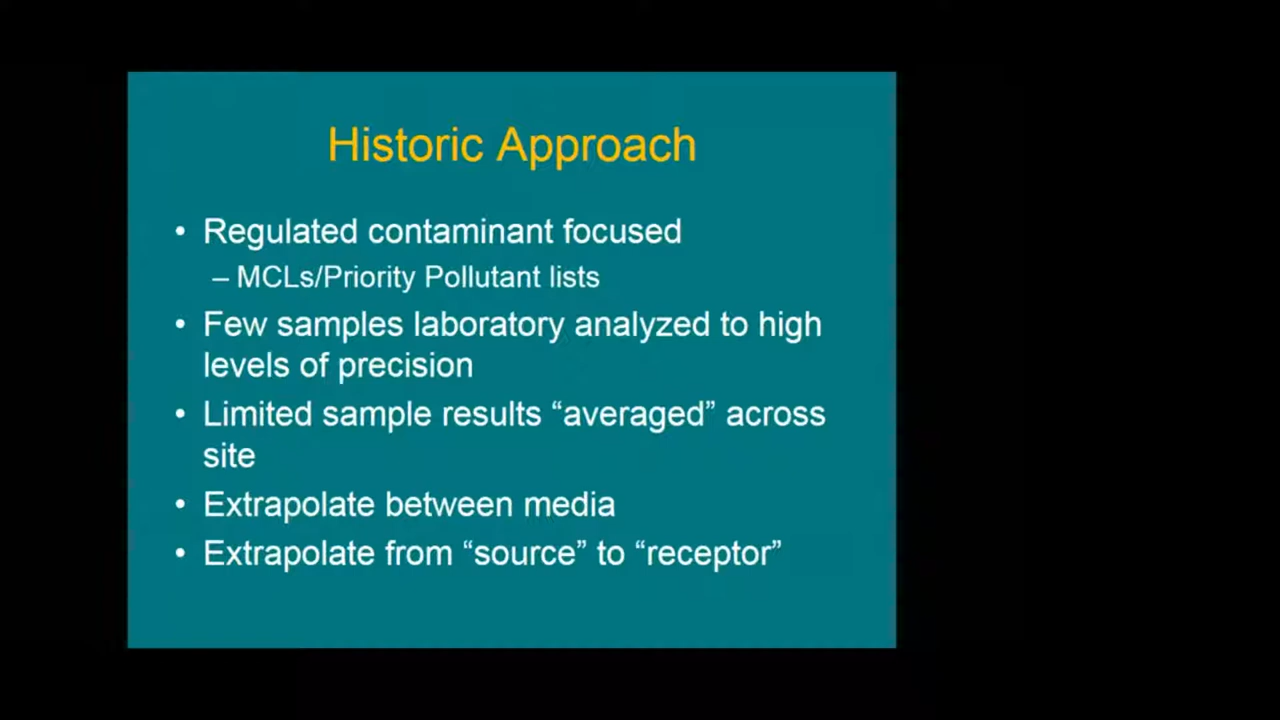 Historic Approach
• Regulated contaminant focused
– MCLs/Priority Pollutant lists
• Few samples laboratory analyzed to high
levels of precision
• Limited sample results “averaged” across
site
• Extrapolate between media
• Extrapolate from “source” to “receptor”